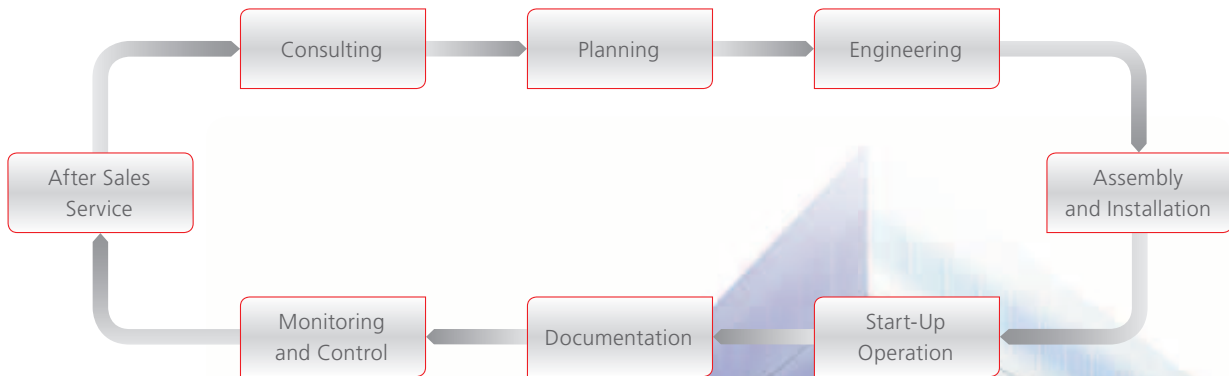 Consulting
Planning
Engineering
After Sales
Service
Assembly
and Installation
Monitoring
and Control
Documentation
Start-Up
Operation